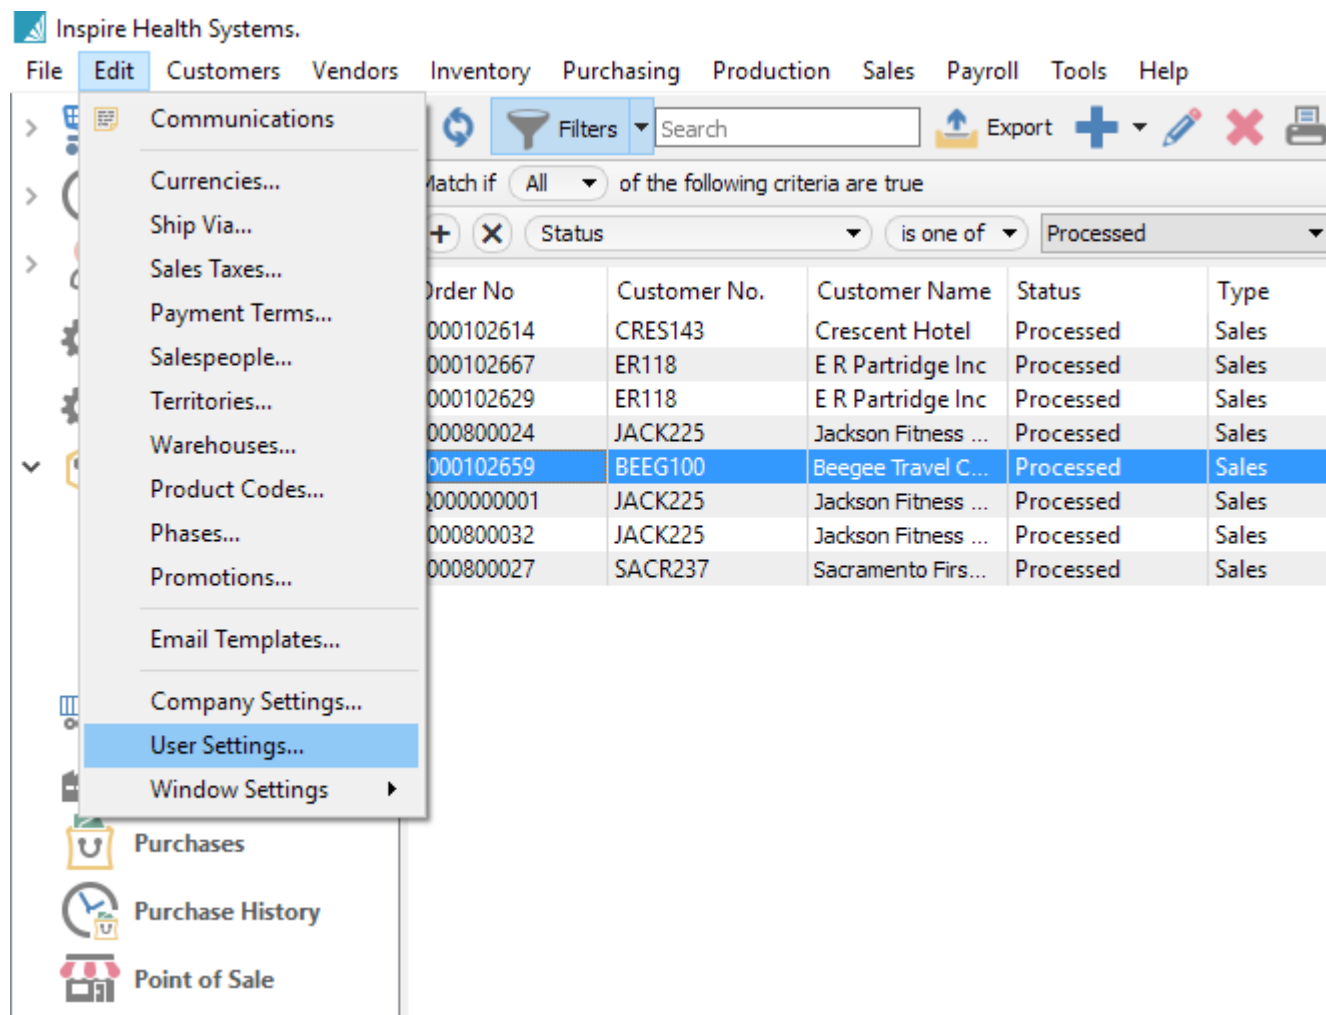 Inspire Health Systems.
File Edit Customers Vendors Inventory Purchasing Production Sales Payroll Tools Help
Communications
Currencies...
Ship Via...
Sales Taxes...
Payment Terms...
Salespeople...
Territories...
Warehouses...
Product Codes...
Phases...
Promotions...
Email Templates...
Company Settings...
User Settings...
Window Settings
Purchases
Purchase History
Point of Sale
Filters Search Export
Match if All of the following criteria are true
Status is one of Processed
Order No Customer No. Customer Name Status Type
000102614 CRES143 Crescent Hotel Processed Sales
000102667 ER118 E R Partridge Inc Processed Sales
000102629 ER118 E R Partridge Inc Processed Sales
000800024 JACK225 Jackson Fitness ... Processed Sales
000102659 BEEG100 Beegee Travel C... Processed Sales
Q000000001 JACK225 Jackson Fitness ... Processed Sales
000800032 JACK225 Jackson Fitness ... Processed Sales
000800027 SACR237 Sacramento Firs... Processed Sales